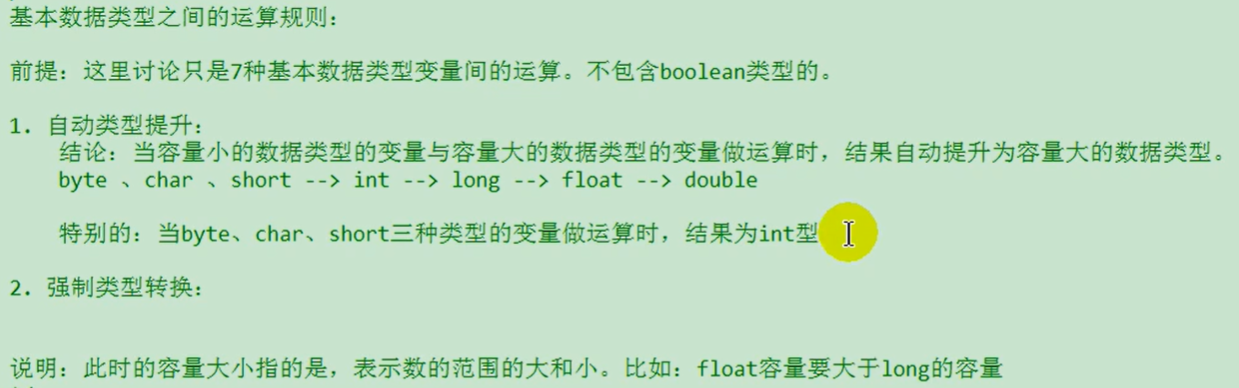 基本数据类型之间的运算规则：
前提：这里讨论只是7种基本数据类型变量间的运算。不包含boolean类型的。
1. 自动类型提升：
结论：当容量小的数据类型的变量与容量大的数据类型的变量做运算时，结果自动提升为容量大的数据类型。
byte 、char 、short --> int --> long --> float --> double
特别的：当byte、char、short三种类型的变量做运算时，结果为int型
2. 强制类型转换：
说明：此时的容量大小指的是，表示数的范围的大和小。比如：float容量要大于long的容量